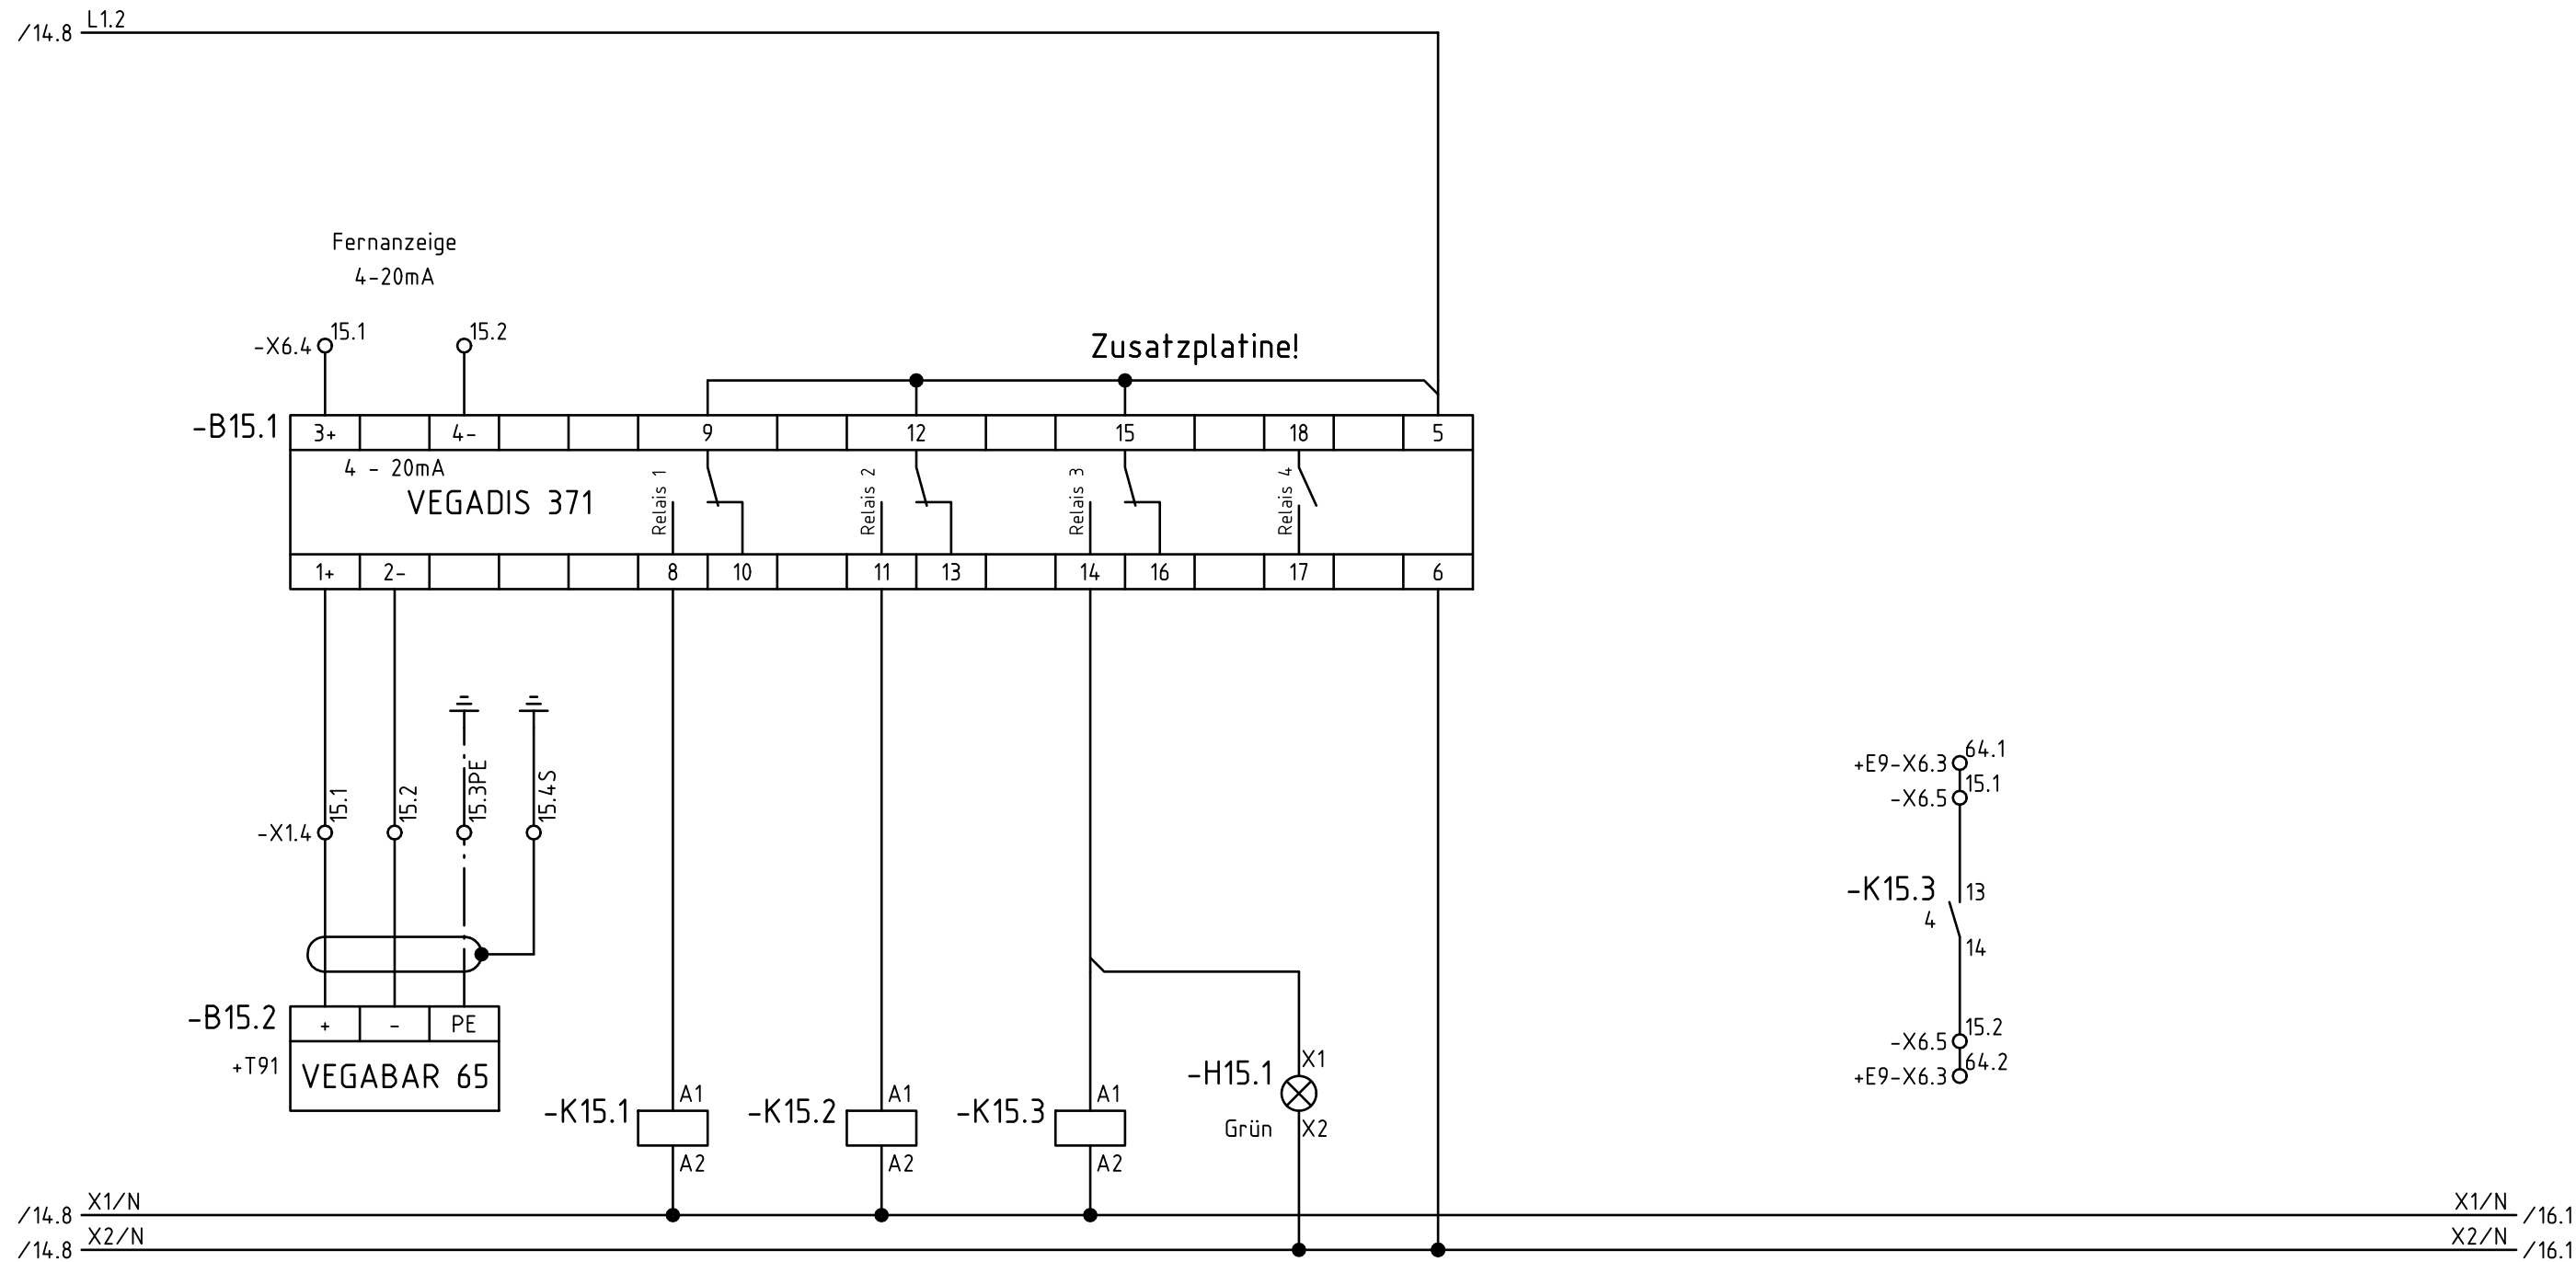 L1.2
/14.8
Fernanzeige
4-20mA
15.1 15.2
-X6.4
Zusatzplatine!
-B15.1 3+ 4- 9 12 15 18 5
4 - 20mA
VEGADIS 371
Relais 1
Relais 2
Relais 3
Relais 4
1+ 2- 8 10 11 13 14 16 17 6
15.1
15.2
15.3PE
15.4S
-X1.4
64.1
+E9-X6.3
15.1
-X6.5
-K15.3 13
4
14
-B15.2 + - PE
+T91 VEGABAR 65
15.2
-X6.5
64.2
+E9-X6.3
-K15.1 A1
A2
-K15.2 A1
A2
-K15.3 A1
A2
-H15.1 X1
Grün X2
X1/N X1/N
/14.8 /16.1
X2/N X2/N
/14.8 /16.1